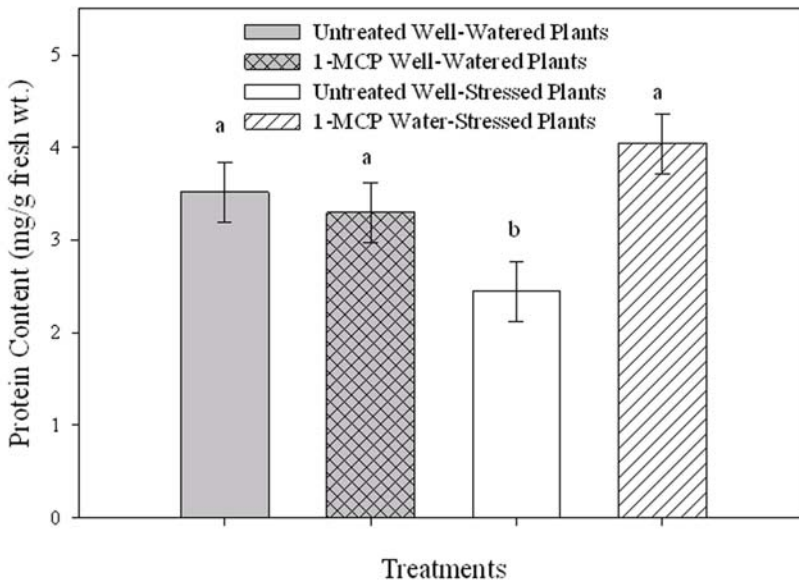 Untreated Well-Watered Plants
1-MCP Well-Watered Plants
Untreated Well-Stressed Plants
1-MCP Water-Stressed Plants
Protein Content (mg/g fresh wt.)
5
4
3
2
1
0
a
a
b
a
Treatments